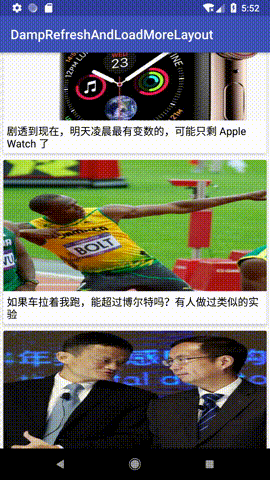 5:52
DampRefreshAndLoadMoreLayout
23
剧透到现在，明天凌晨最有变数的，可能只剩 Apple
Watch 了
BOLT
如果车拉着我跑，能超过博尔特吗？有人做过类似的实
验